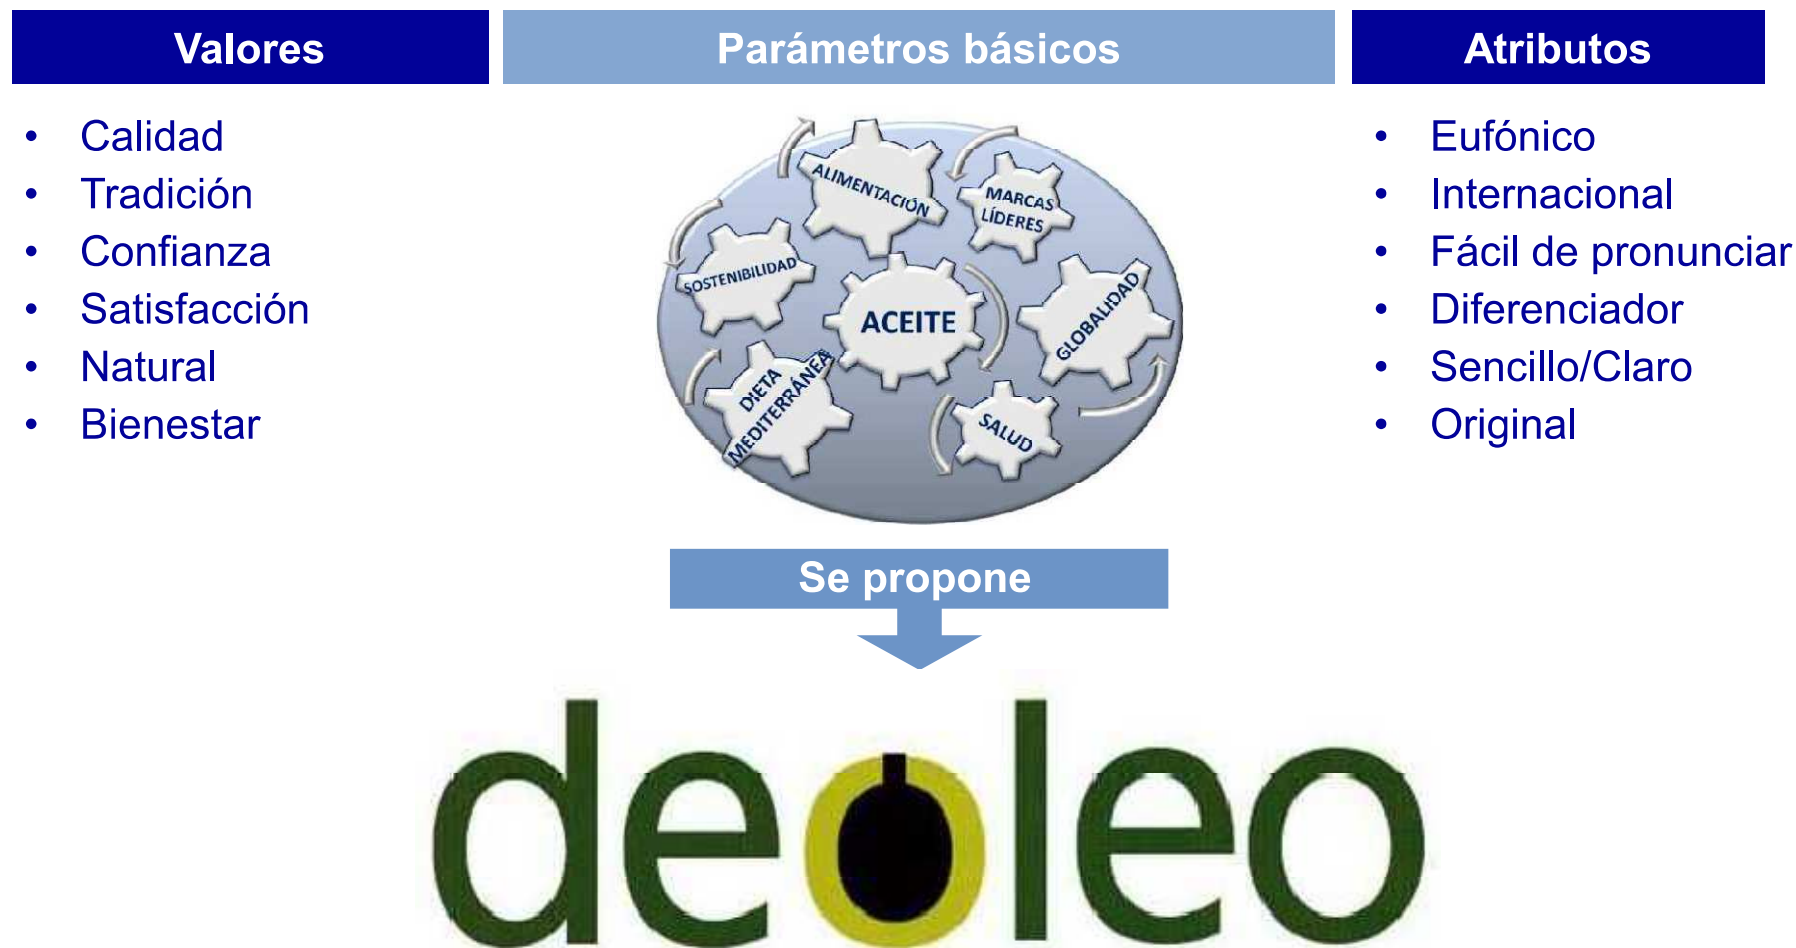 Valores
Calidad
Tradición
Confianza
Satisfacción
Natural
Bienestar
Parámetros básicos
ALIMENTACIÓN
MARCAS
LÍDERES
SOSTENIBILIDAD
ACEITE
GLOBALIDAD
DIETA
MEDITERRÁNEA
SALUD
Atributos
Eufónico
Internacional
Fácil de pronunciar
Diferenciador
Sencillo/Claro
Original
Se propone
deoleo